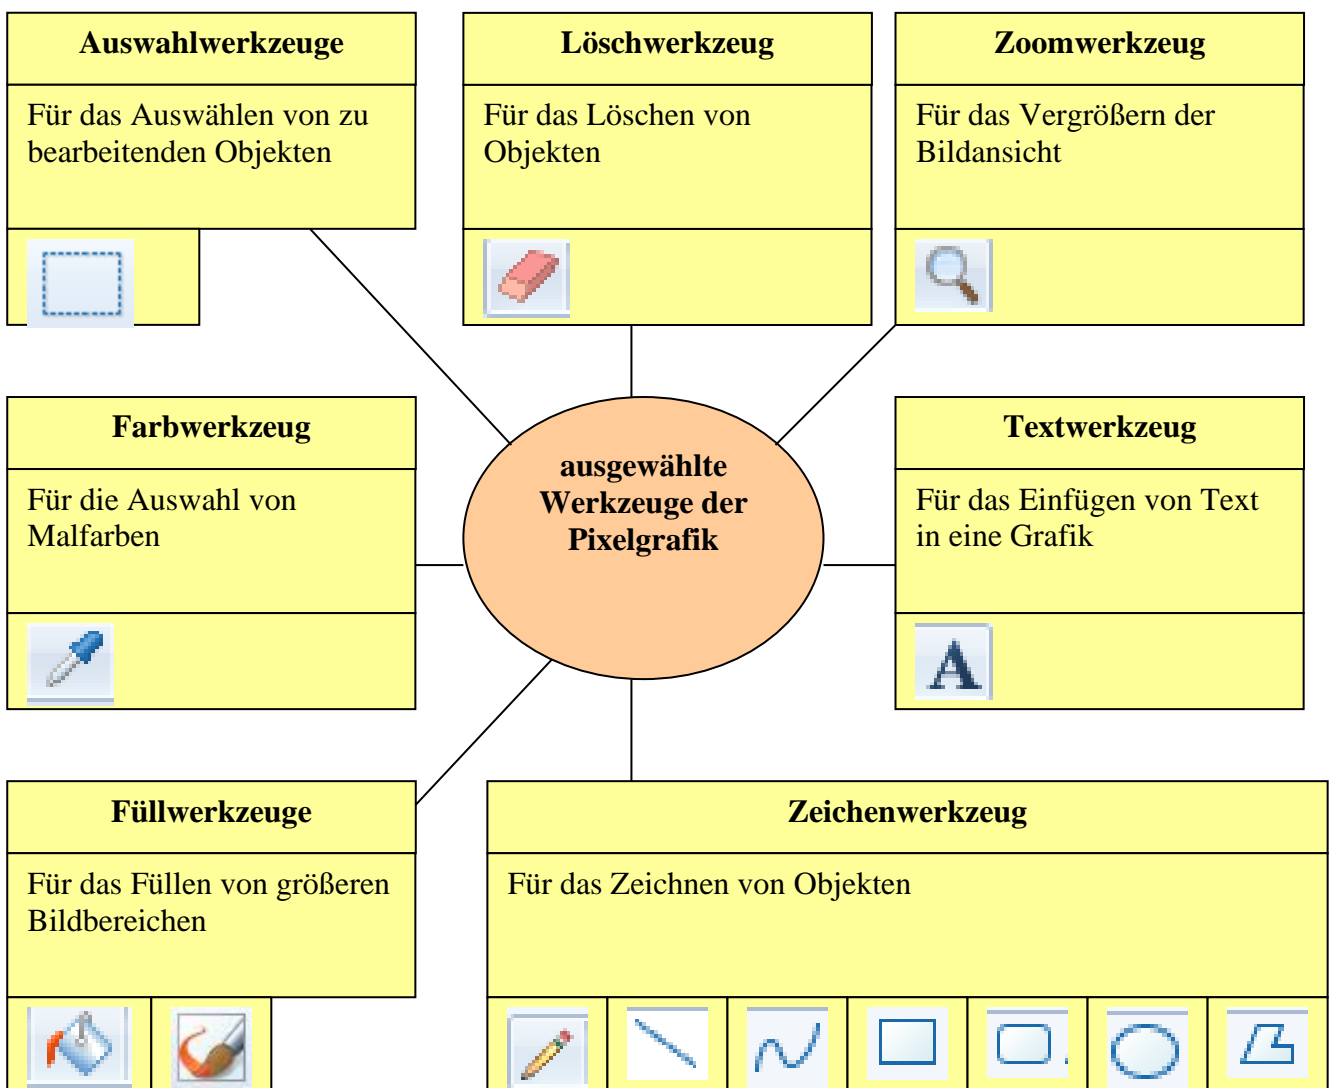 Auswahlwerkzeuge
Für das Auswählen von zu
bearbeitenden Objekten
Löschwerkzeug
Für das Löschen von
Objekten
Zoomwerkzeug
Für das Vergrößern der
Bildansicht
Farbwerkzeug
Für die Auswahl von
Malfarben
ausgewählte
Werkzeuge der
Pixelgrafik
Textwerkzeug
Für das Einfügen von Text
in eine Grafik
A
Füllwerkzeuge
Für das Füllen von größeren
Bildbereichen
Zeichenwerkzeug
Für das Zeichnen von Objekten